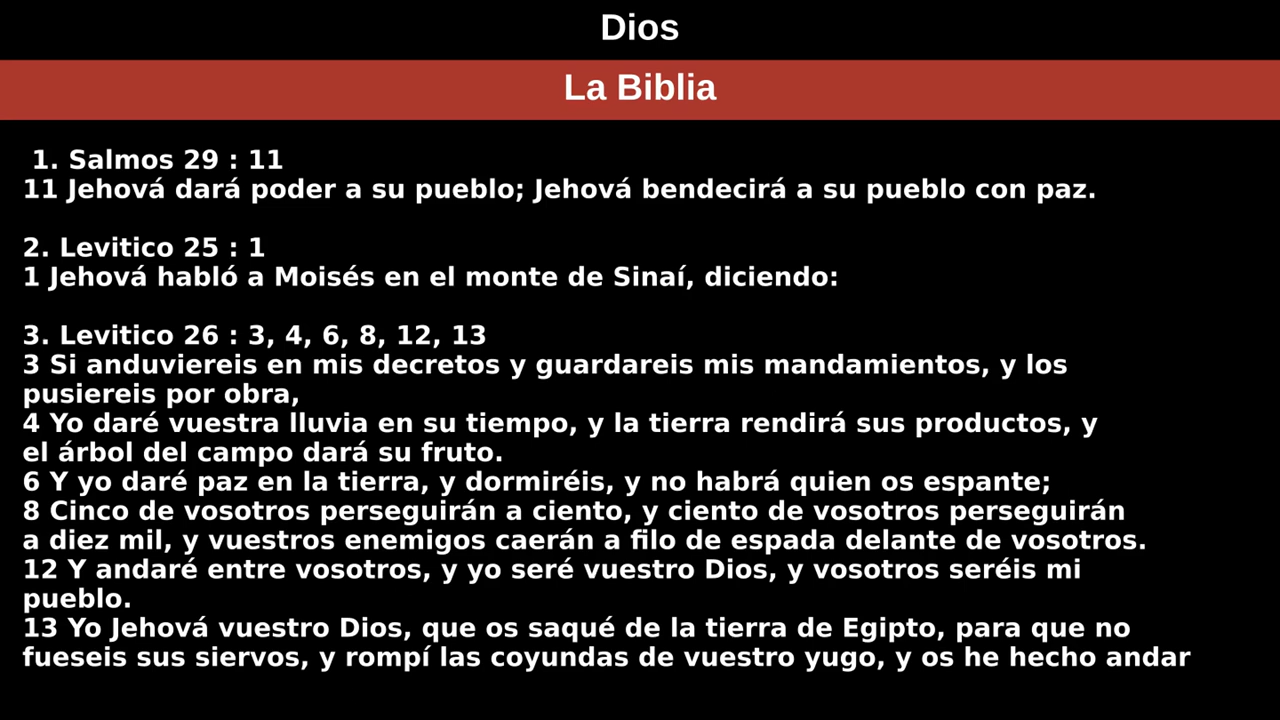 Dios
La Biblia
1. Salmos 29 : 11
11 Jehová dará poder a su pueblo; Jehová bendecirá a su pueblo con paz.
2. Levitico 25 : 1
1 Jehová habló a Moisés en el monte de Sinaí, diciendo:
3. Levitico 26 : 3, 4, 6, 8, 12, 13
3 Si anduviereis en mis decretos y guardareis mis mandamientos, y los
pusiereis por obra,
4 Yo daré vuestra lluvia en su tiempo, y la tierra rendirá sus productos, y
el árbol del campo dará su fruto.
6 Y yo daré paz en la tierra, y dormiréis, y no habrá quien os espante;
8 Cinco de vosotros perseguirán a ciento, y ciento de vosotros perseguirán
a diez mil, y vuestros enemigos caerán a filo de espada delante de vosotros.
12 Y andaré entre vosotros, y yo seré vuestro Dios, y vosotros seréis mi
pueblo.
13 Yo Jehová vuestro Dios, que os saqué de la tierra de Egipto, para que no
fueseis sus siervos, y rompí las coyundas de vuestro yugo, y os he hecho andar